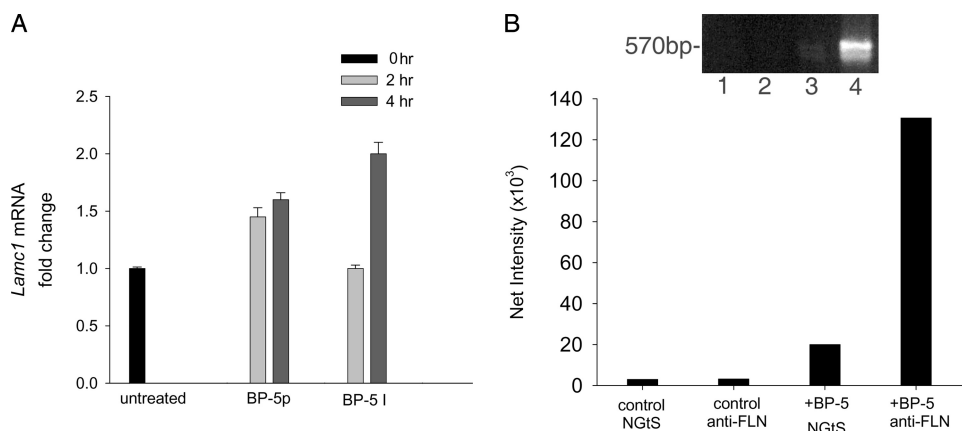 A
0 hr
2 hr
4 hr
2.5
2.0
1.5
1.0
0.5
0.0
Lamc1 mRNA
fold change
untreated
BP-5p
BP-5 I
B
570bp-
1 2 3 4
140
120
100
80
60
40
20
0
Net Intensity (x10³)
control
NGtS
control
anti-FLN
+BP-5
NGtS
+BP-5
anti-FLN